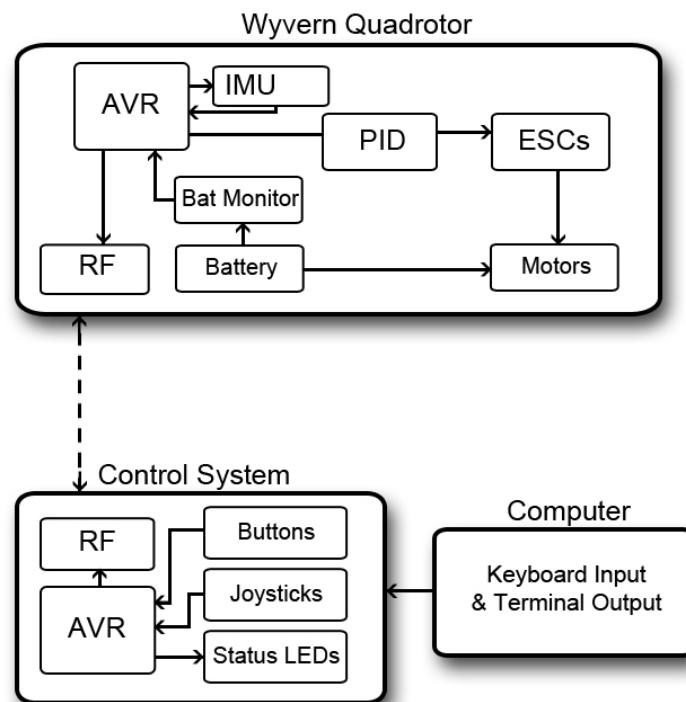 Wyvern Quadrotor
AVR
IMU
PID
ESCs
Bat Monitor
RF
Battery
Motors
Control System
RF
Buttons
AVR
Joysticks
Status LEDs
Computer
Keyboard Input
& Terminal Output